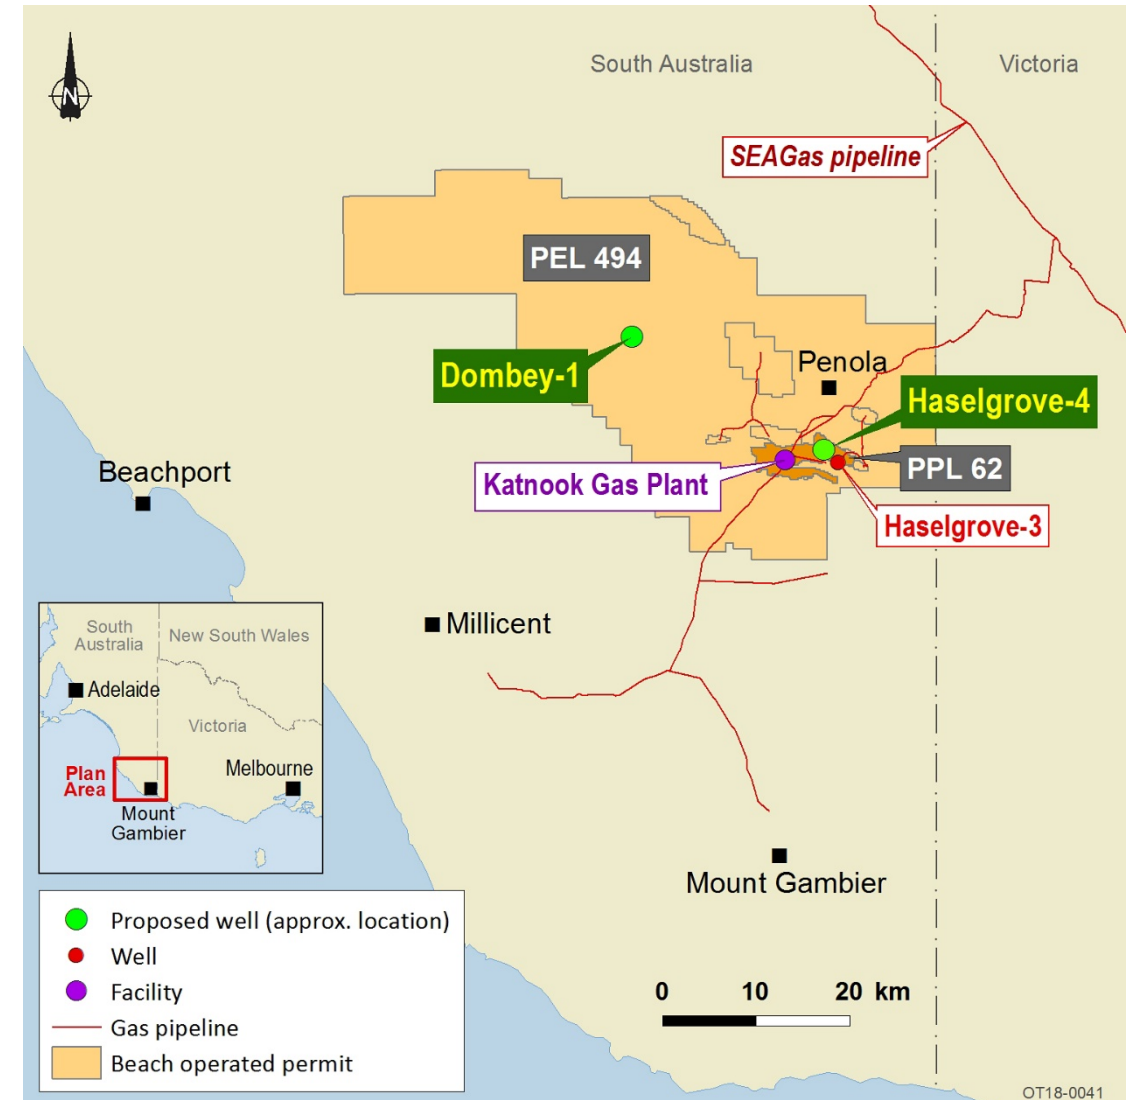 South Australia
Victoria
N
SEAGas pipeline
PEL 494
Dombey-1
Penola
Haselgrove-4
Beachport
Katnook Gas Plant
PPL 62
Haselgrove-3
Millicent
South
Australia
New South Wales
Adelaide
Victoria
Plan
Area
Melbourne
Mount
Gambier
Mount Gambier
Proposed well (approx. location)
Well
Facility
Gas pipeline
Beach operated permit
0 10 20 km
OT18-0041